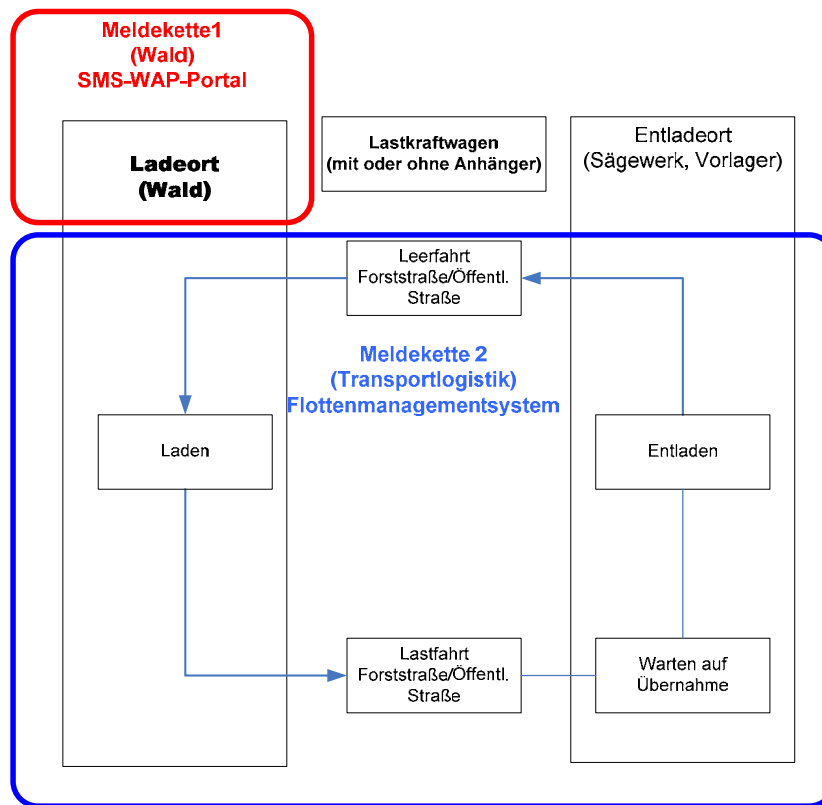 Meldekette1
(Wald)
SMS-WAP-Portal
Ladeort
(Wald)
Lastkraftwagen
(mit oder ohne Anhänger)
Entladeort
(Sägewerk, Vorlager)
Leerfahrt
Forststraße/Öffentl.
Straße
Meldekette 2
(Transportlogistik)
Flottenmanagementsystem
Laden
Entladen
Lastfahrt
Forststraße/Öffentl.
Straße
Warten auf
Übernahme